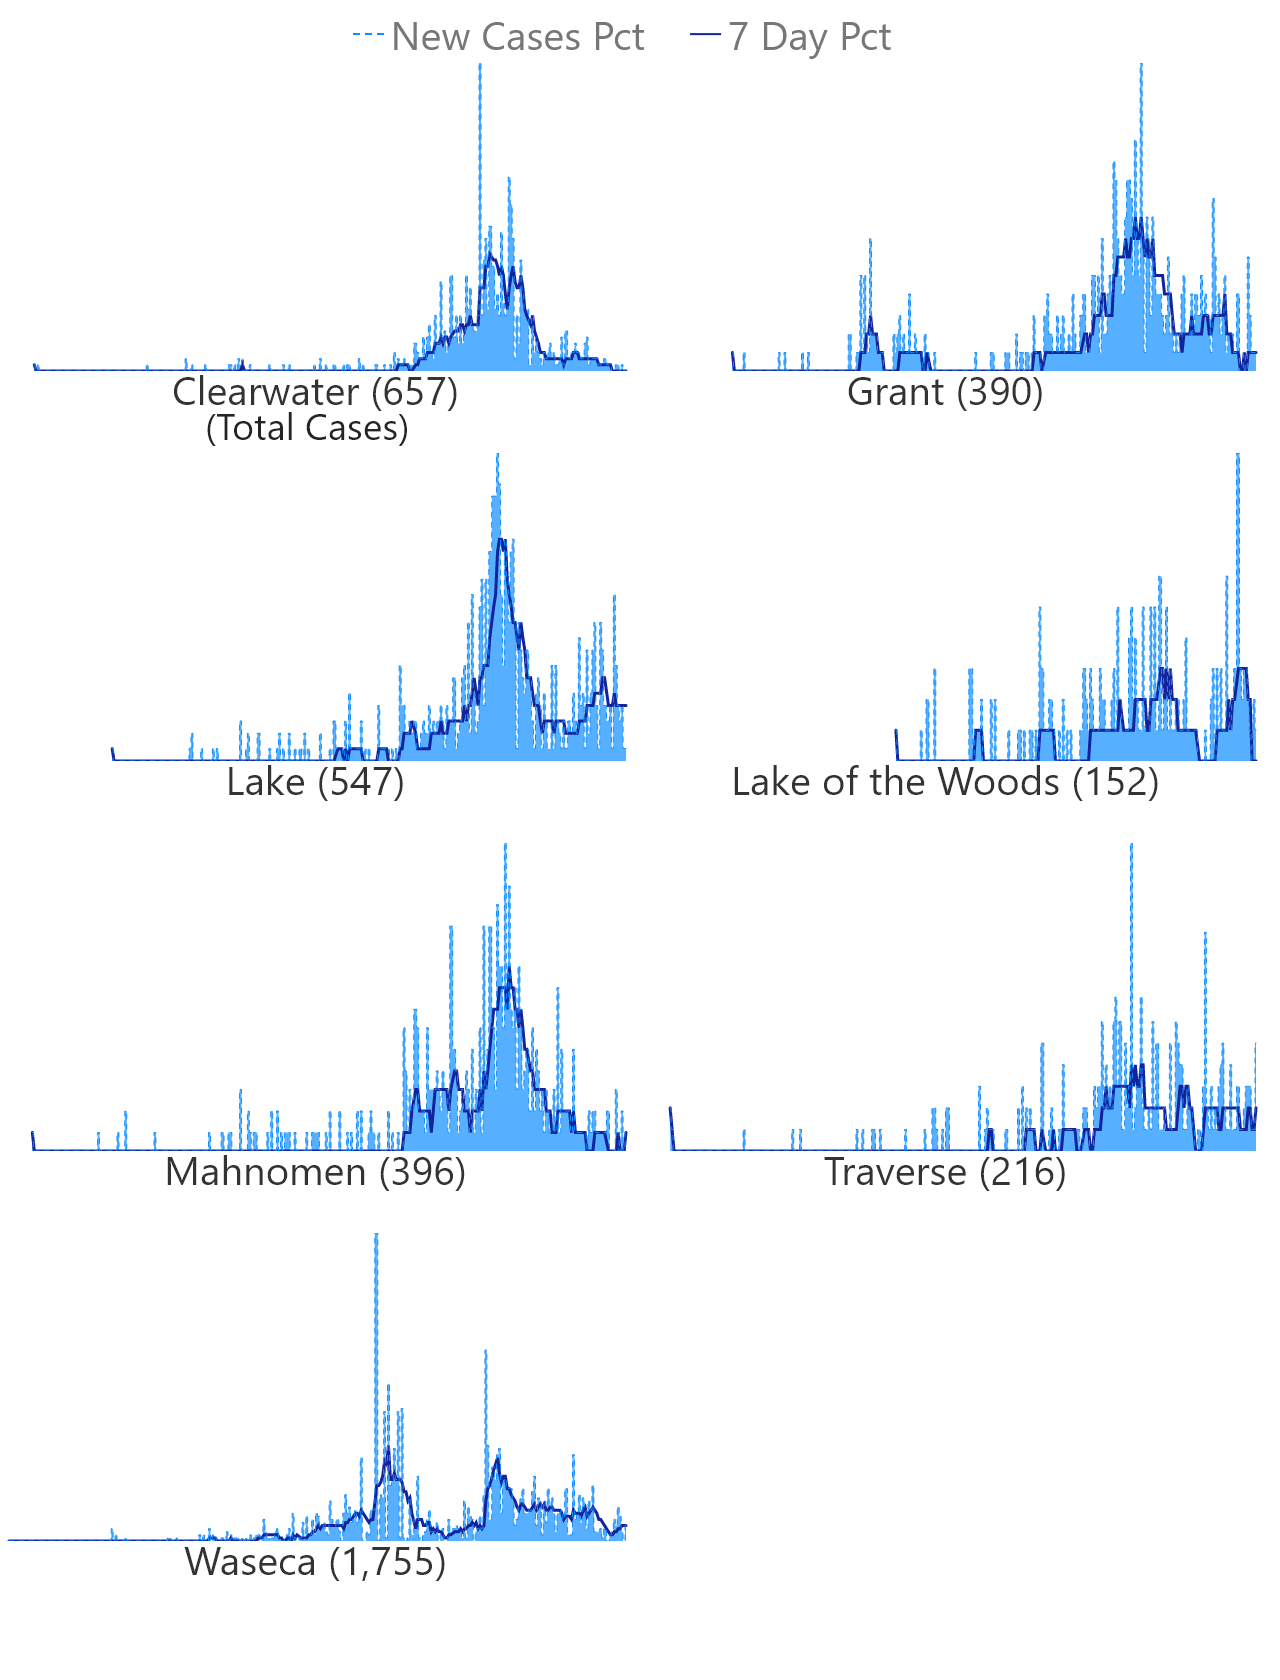 New Cases Pct 7 Day Pct
Clearwater (657)
(Total Cases)
Grant (390)
Lake (547)
Lake of the Woods (152)
Mahnomen (396)
Traverse (216)
Waseca (1,755)